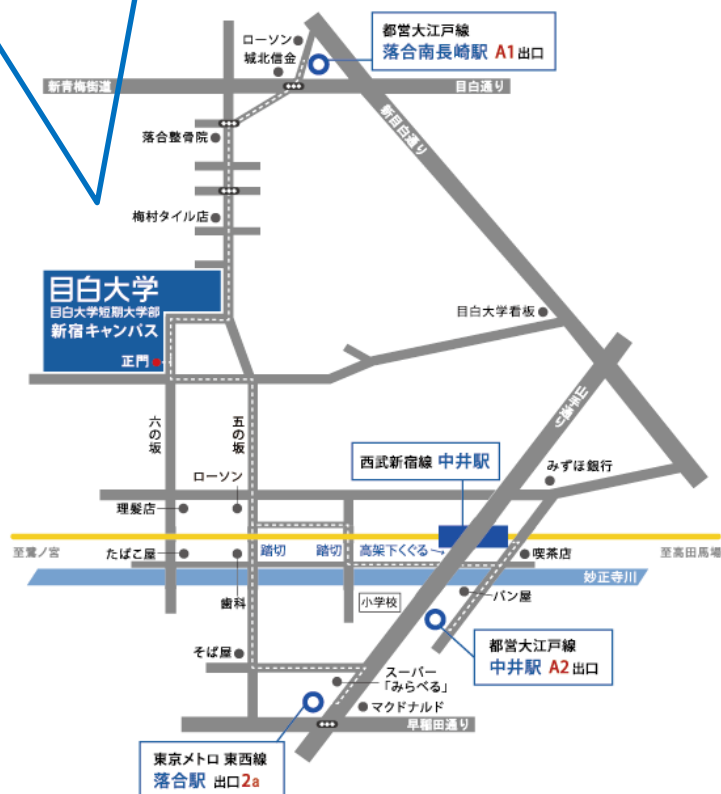 都営大江戸線
落合南長崎駅 A1出口
ローソン
城北信金
新青梅街道
目白通り
新目白通り
落合整骨院
梅村タイル店
目白大学
目白大学短期大学部
新宿キャンパス
正門
目白大学看板
山手通り
六の坂
五の坂
西武新宿線 中井駅
みずほ銀行
ローソン
理髪店
至鷺ノ宮
たばこ屋
踏切
踏切
高架下くぐる→
喫茶店
至高田馬場
妙正寺川
歯科
小学校
パン屋
都営大江戸線
中井駅 A2出口
そば屋
スーパー
「みらべる」
マクドナルド
早稲田通り
東京メトロ 東西線
落合駅 出口2a